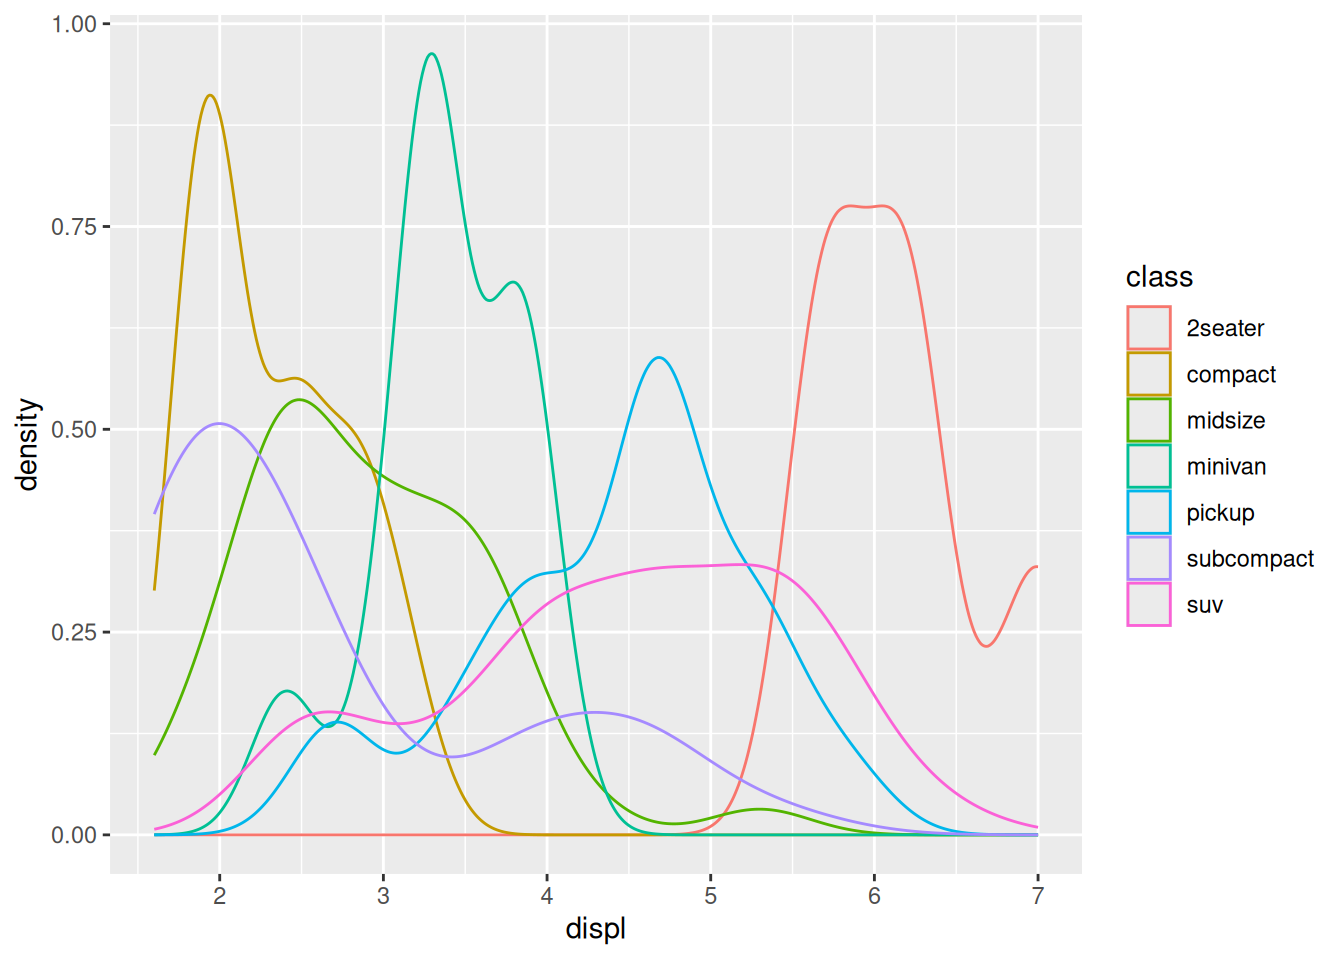 1.00
0.75
0.50
0.25
0.00
density
2 3 4 5 6 7
displ
class
2seater
compact
midsize
minivan
pickup
subcompact
suv